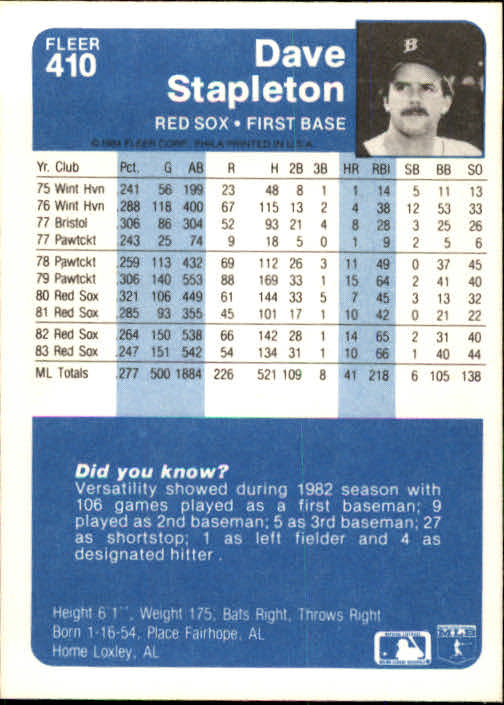 FLEER
410
Dave
Stapleton
RED SOX • FIRST BASE
© 1984 FLEER CORP., PHILA PRINTED IN U.S.A.
B
Yr. Club Pct. G AB R H 2B 3B HR RBI SB BB SO
75 Wint Hvn .241 56 199 23 48 8 1 1 14 5 11 13
76 Wint Hvn .288 118 400 67 115 13 2 4 38 12 53 33
77 Bristol .306 86 304 52 93 21 4 8 28 3 25 26
77 Pawtckt .243 25 74 9 18 5 0 1 9 2 5 6
78 Pawtckt .259 113 432 69 112 26 3 11 49 0 37 45
79 Pawtckt .306 140 553 88 169 33 1 15 64 2 41 40
80 Red Sox .321 106 449 61 144 33 5 7 45 3 13 32
81 Red Sox .285 93 355 45 101 17 1 10 42 0 21 22
82 Red Sox .264 150 538 66 142 28 1 14 65 2 31 40
83 Red Sox .247 151 542 54 134 31 1 10 66 1 40 44
ML Totals .277 500 1884 226 521 109 8 41 218 6 105 138
Did you know?
Versatility showed during 1982 season with
106 games played as a first baseman; 9
played as 2nd baseman; 5 as 3rd baseman; 27
as shortstop; 1 as left fielder and 4 as
designated hitter .
Height 6'1'', Weight 175, Bats Right, Throws Right
Born 1-16-54, Place Fairhope, AL
Home Loxley, AL